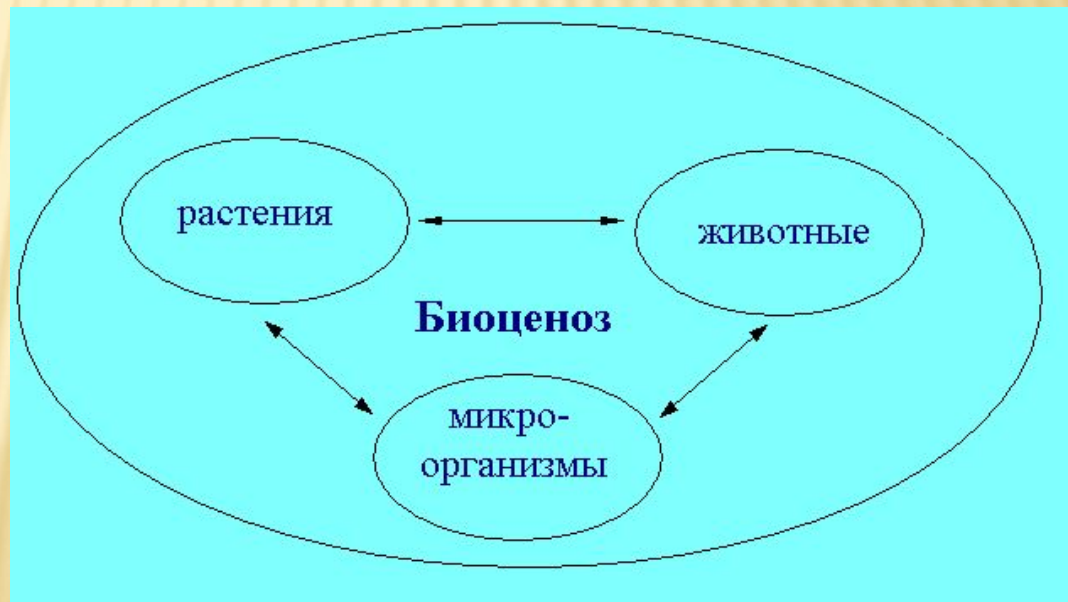 растения
животные
Биоценоз
микро-
организмы